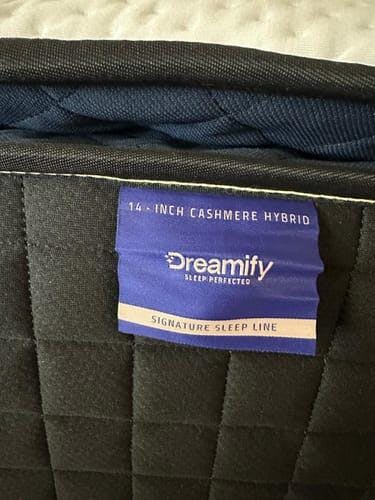 14 - INCH CASHMERE HYBRID
Dreamify
SLEEP PERFECTED
SIGNATURE SLEEP LINE